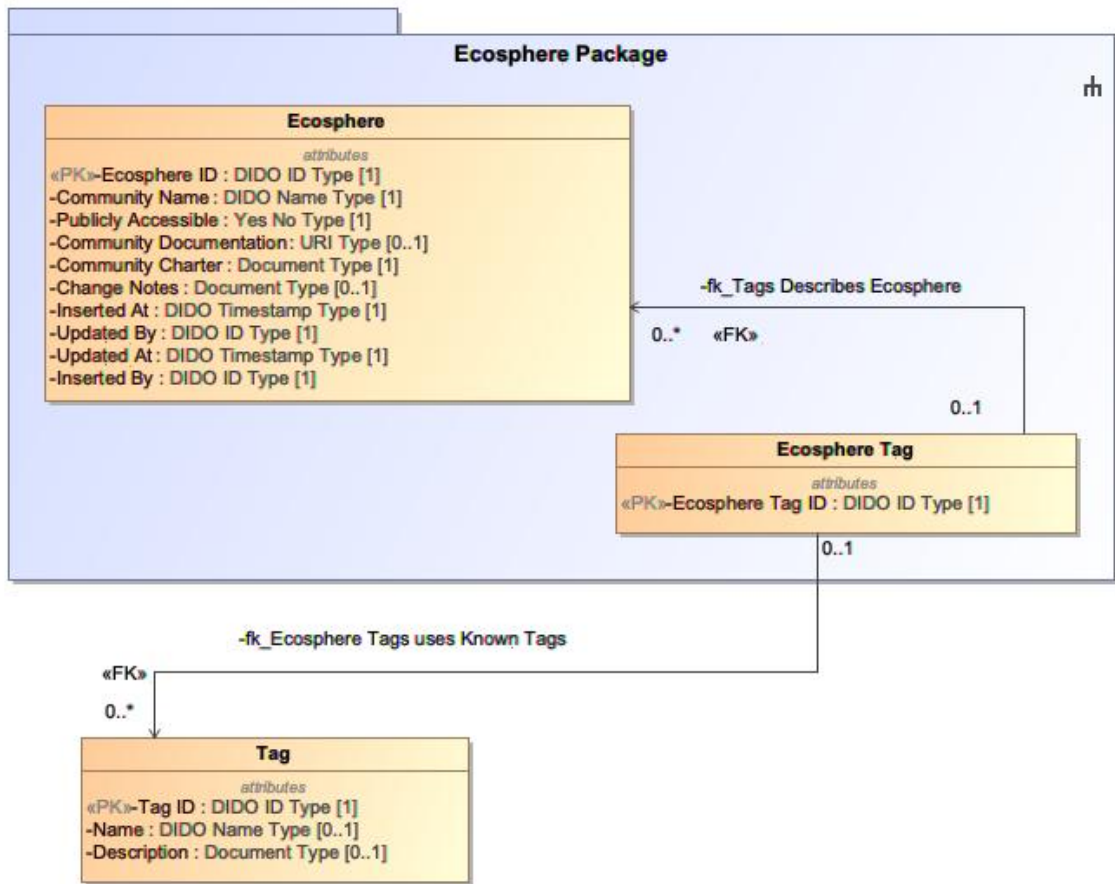 Ecosphere Package
Ecosphere
attributes
«PK»-Ecosphere ID : DIDO ID Type [1]
-Community Name : DIDO Name Type [1]
-Publicly Accessible : Yes No Type [1]
-Community Documentation: URI Type [0..1]
-Community Charter : Document Type [1]
-Change Notes : Document Type [0..1]
-Inserted At : DIDO Timestamp Type [1]
-Updated By : DIDO ID Type [1]
-Updated At : DIDO Timestamp Type [1]
-Inserted By : DIDO ID Type [1]
-fk_Tags Describes Ecosphere
0..* «FK»
0..1
Ecosphere Tag
attributes
«PK»-Ecosphere Tag ID : DIDO ID Type [1]
0..1
-fk_Ecosphere Tags uses Known Tags
«FK»
0..*
Tag
attributes
«PK»-Tag ID : DIDO ID Type [1]
-Name : DIDO Name Type [0..1]
-Description : Document Type [0..1]